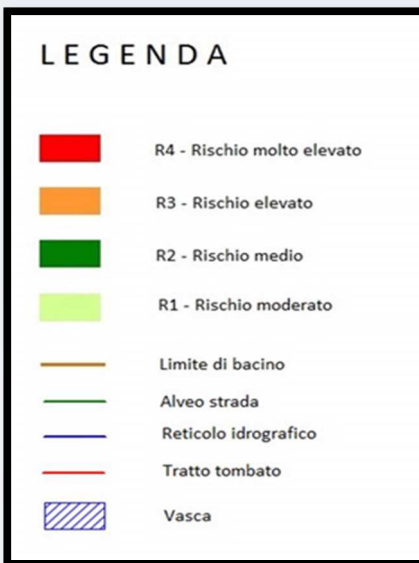 LEGENDA
R4 - Rischio molto elevato
R3 - Rischio elevato
R2 - Rischio medio
R1 - Rischio moderato
Limite di bacino
Alveo strada
Reticolo idrografico
Tratto tombato
Vasca